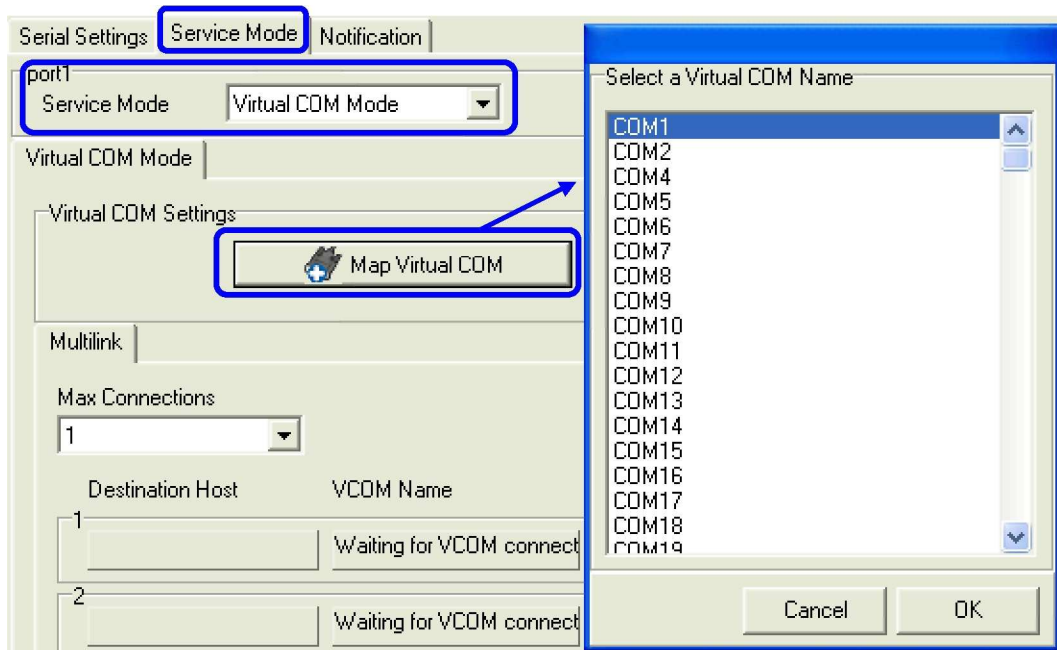 Serial Settings Service Mode Notification
port1
Service Mode Virtual COM Mode
Virtual COM Mode
Virtual COM Settings
Map Virtual COM
Multilink
Max Connections
1
Destination Host VCOM Name
1
Waiting for VCOM connect
2
Waiting for VCOM connect
Select a Virtual COM Name
COM1
COM2
COM4
COM5
COM6
COM7
COM8
COM9
COM10
COM11
COM12
COM13
COM14
COM15
COM16
COM17
COM18
COM19
Cancel OK